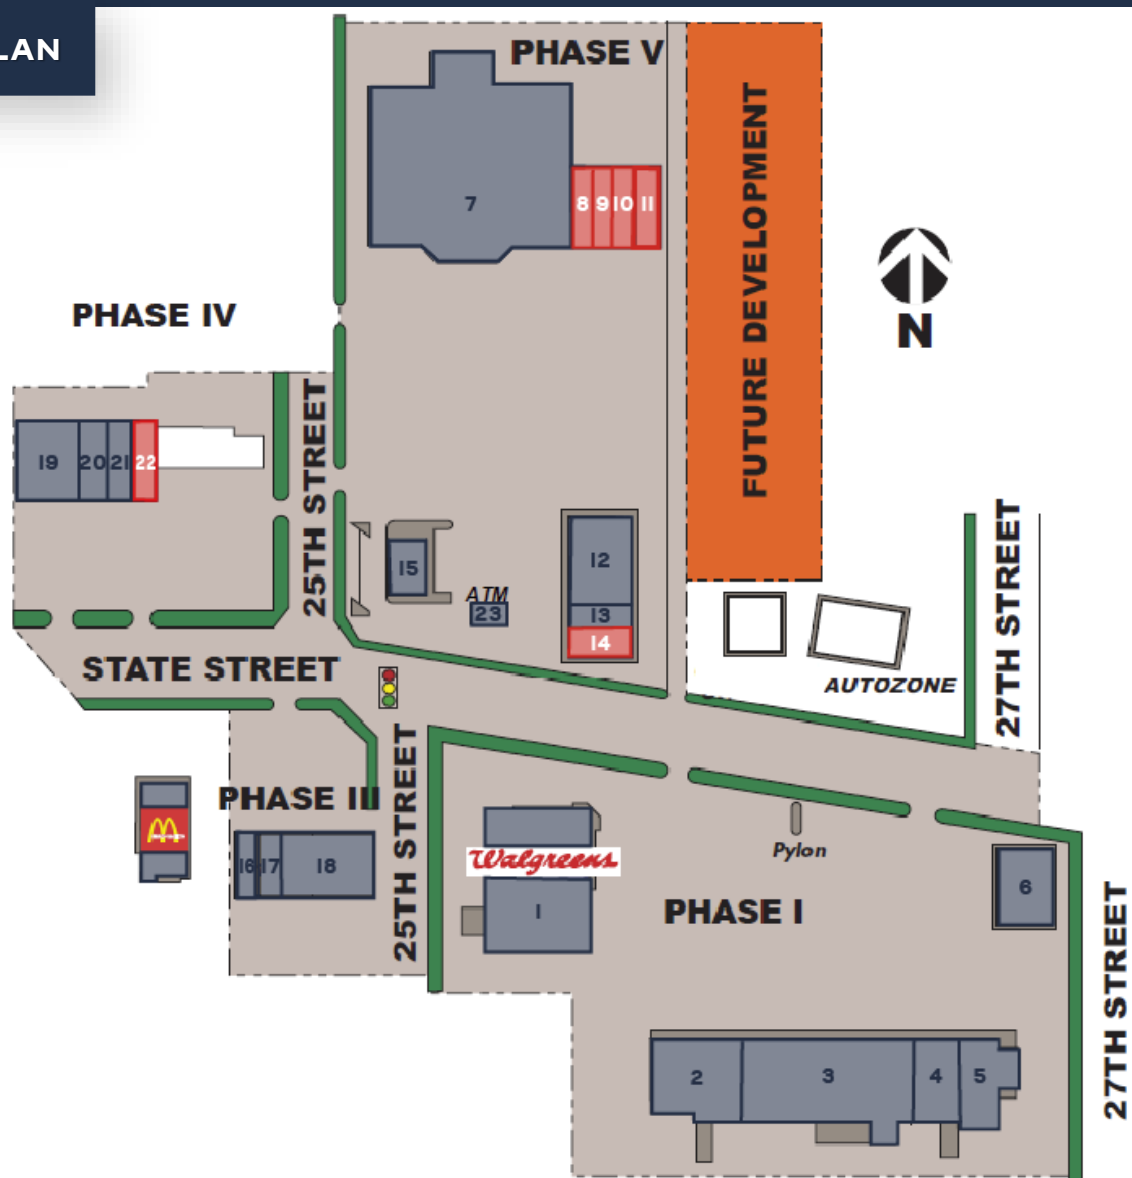 LAN
PHASE V
FUTURE DEVELOPMENT
7
8
9
10
11
N
PHASE IV
19
20
21
22
25TH STREET
15
ATM
23
12
13
14
27TH STREET
AUTOZONE
STATE STREET
PHASE III
16
17
18
25TH STREET
Walgreens
1
Pylon
PHASE I
6
27TH STREET
2
3
4
5